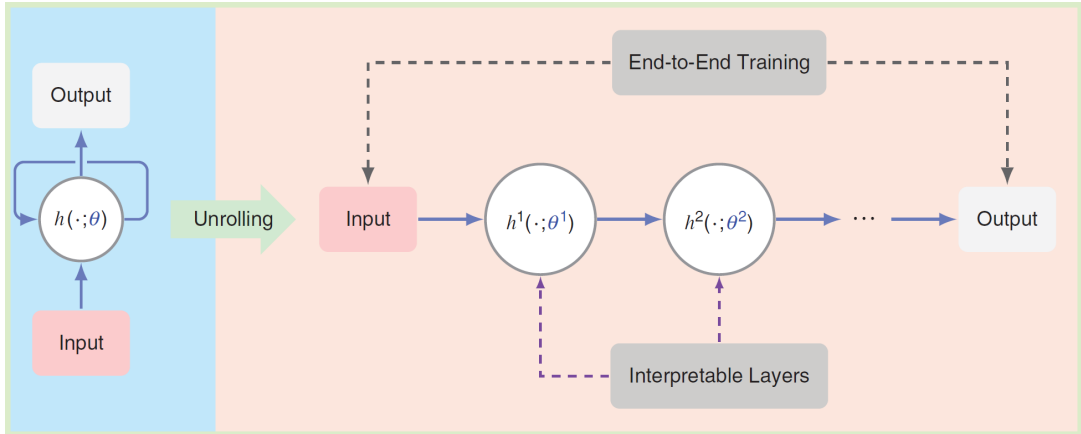 Output
h(·;θ)
Input
Unrolling
End-to-End Training
Input
h¹(·;θ¹)
h²(·;θ²)
···
Output
Interpretable Layers